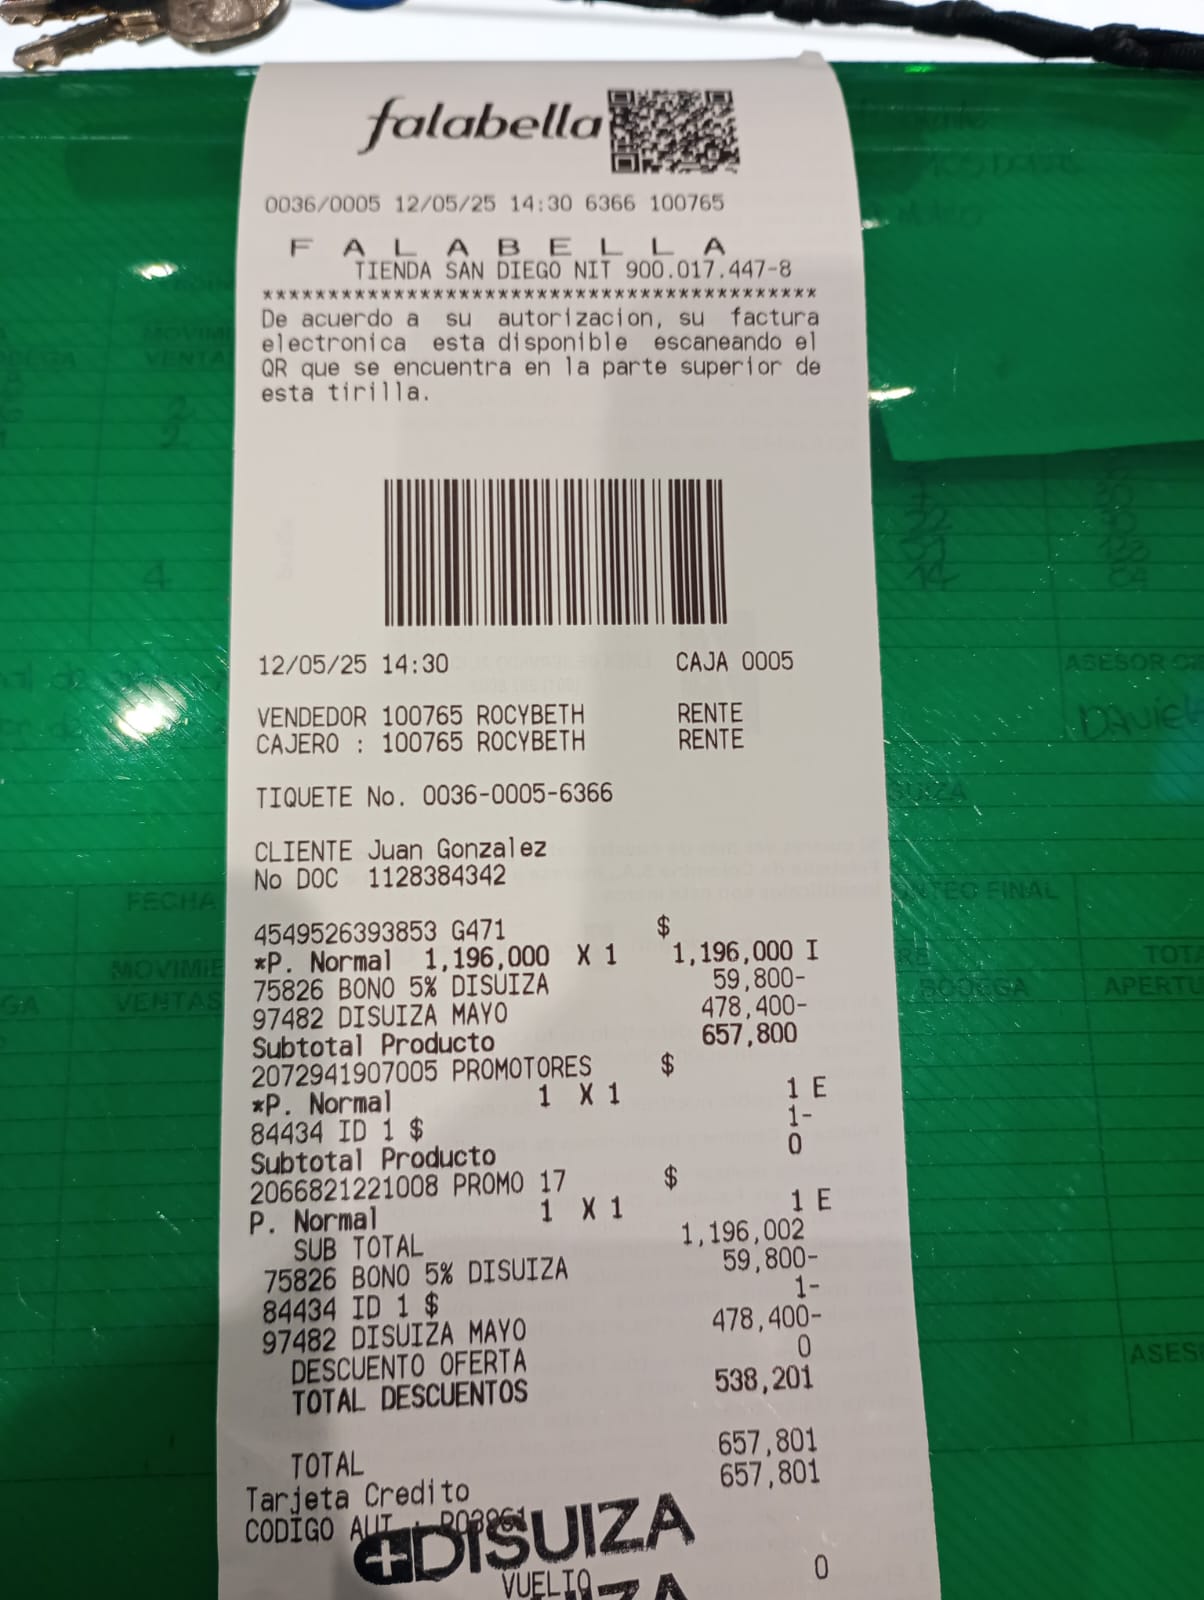 falabella
0036/0005 12/05/25 14:30 6366 100765
F A L A B E L L A
TIENDA SAN DIEGO NIT 900.017.447-8
*******************************************
De acuerdo a su autorizacion, su factura
electronica esta disponible escaneando el
QR que se encuentra en la parte superior de
esta tirilla.
12/05/25 14:30 CAJA 0005
VENDEDOR 100765 ROCYBETH RENTE
CAJERO : 100765 ROCYBETH RENTE
TIQUETE No. 0036-0005-6366
CLIENTE Juan Gonzalez
No DOC 1128384342
4549526393853 G471 $
*P. Normal 1,196,000 X 1 1,196,000 I
75826 BONO 5% DISUIZA 59,800-
97482 DISUIZA MAYO 478,400-
Subtotal Producto 657,800
2072941907005 PROMOTORES $
*P. Normal 1 X 1 1 E
84434 ID 1 $ 1-
Subtotal Producto 0
2066821221008 PROMO 17 $
P. Normal 1 X 1 1 E
SUB TOTAL 1,196,002
75826 BONO 5% DISUIZA 59,800-
84434 ID 1 $ 1-
97482 DISUIZA MAYO 478,400-
DESCUENTO OFERTA 0
TOTAL DESCUENTOS 538,201
TOTAL 657,801
Tarjeta Credito 657,801
CODIGO AUT :
DISUIZA
VUELTO 0
FECHA
VENTAS
BODEGA